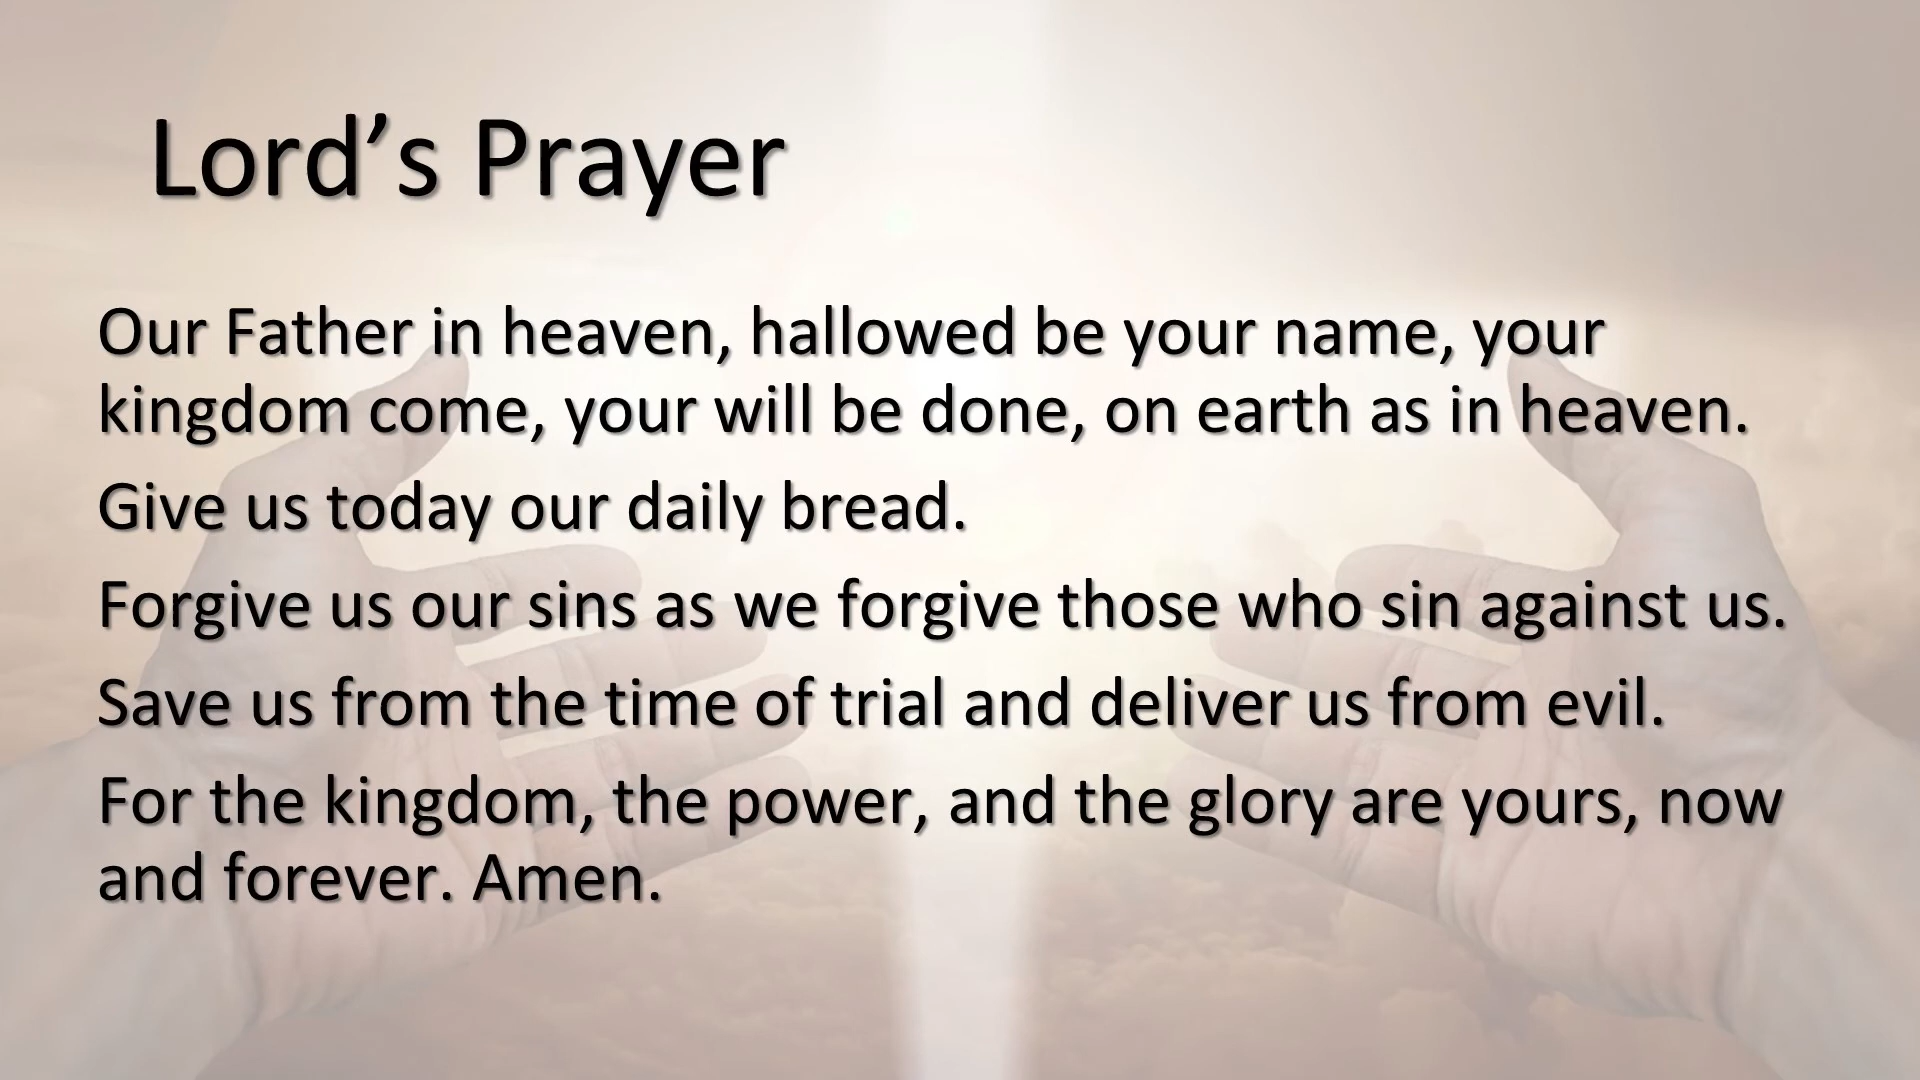 Lord’s Prayer
Our Father in heaven, hallowed be your name, your
kingdom come, your will be done, on earth as in heaven.
Give us today our daily bread.
Forgive us our sins as we forgive those who sin against us.
Save us from the time of trial and deliver us from evil.
For the kingdom, the power, and the glory are yours, now
and forever. Amen.